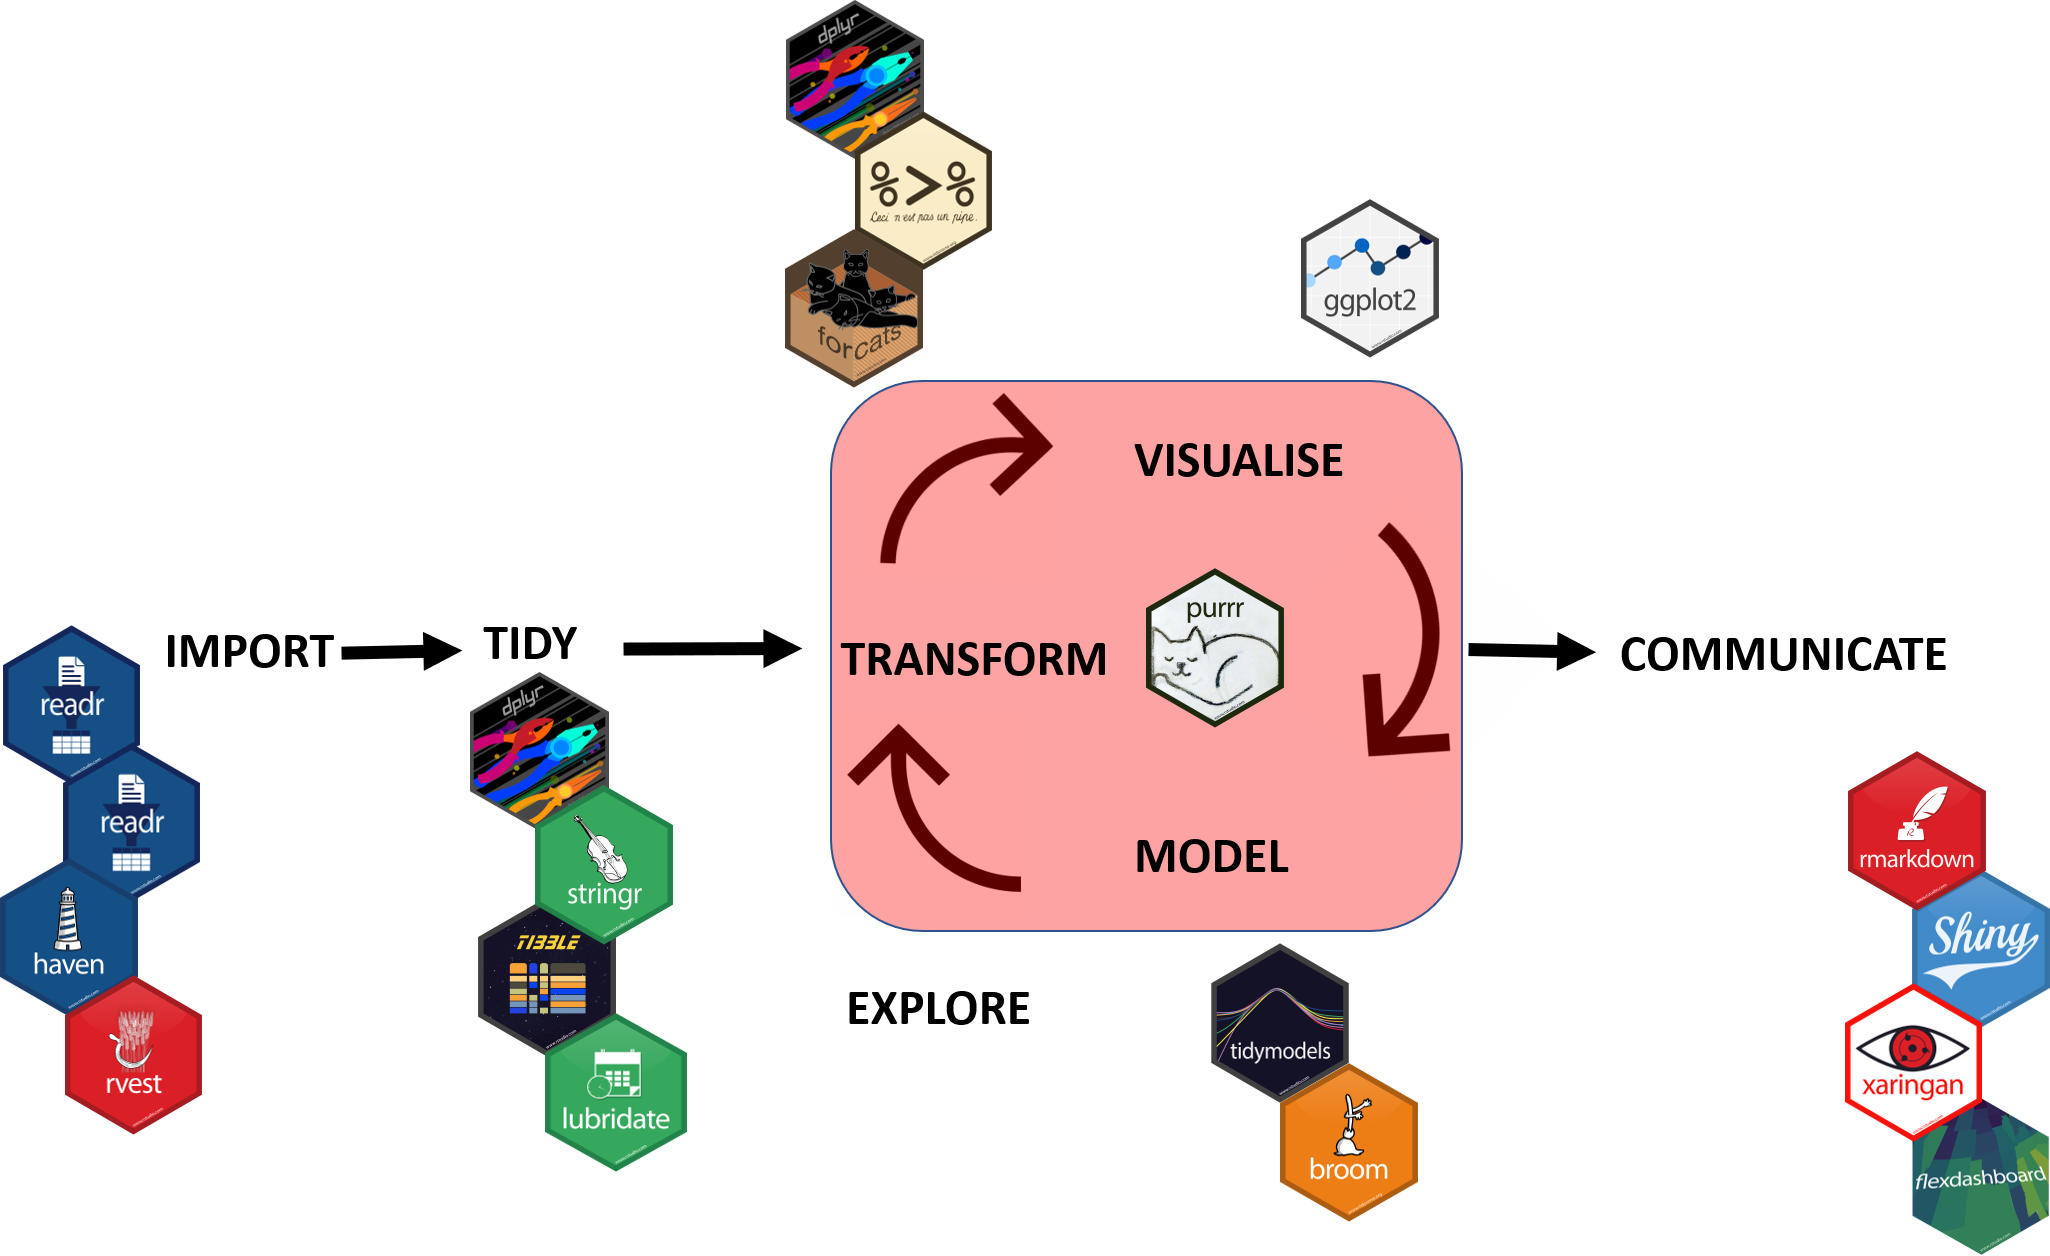 dplyr
%>%
Ceci n'est pas un pipe.
forcats
ggplot2
VISUALISE
purrr
IMPORT
TIDY
TRANSFORM
COMMUNICATE
readr
readr
haven
rvest
dplyr
stringr
TIBBLE
lubridate
MODEL
EXPLORE
tidymodels
broom
rmarkdown
Shiny
xaringan
flexdashboard